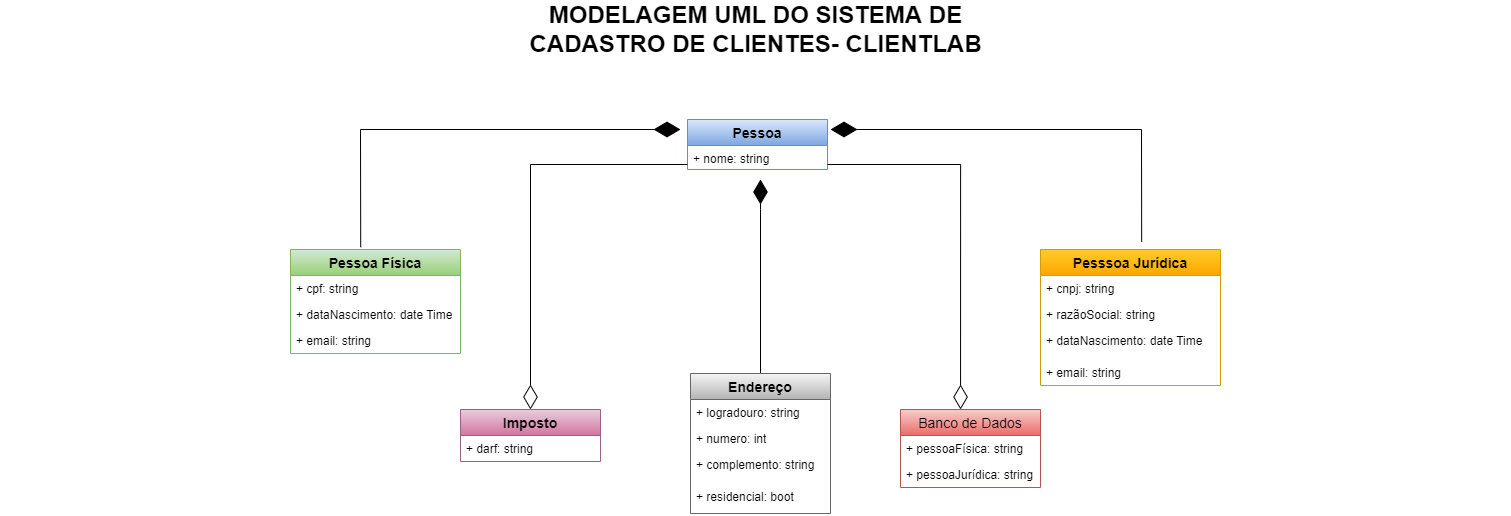 MODELAGEM UML DO SISTEMA DE
CADASTRO DE CLIENTES- CLIENTLAB
Pessoa
+ nome: string
Pessoa Física
+ cpf: string
+ dataNascimento: date Time
+ email: string
Pesssoa Jurídica
+ cnpj: string
+ razãoSocial: string
+ dataNascimento: date Time
+ email: string
Imposto
+ darf: string
Endereço
+ logradouro: string
+ numero: int
+ complemento: string
+ residencial: boot
Banco de Dados
+ pessoaFísica: string
+ pessoaJurídica: string